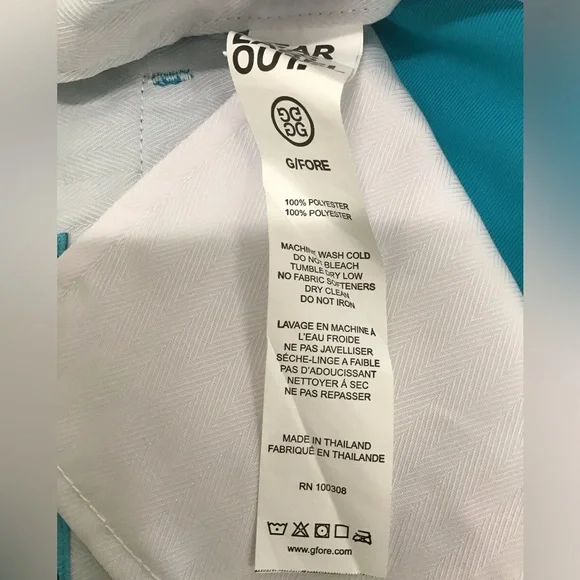 OUT.
G/FORE
100% POLYESTER
100% POLYESTER
MACHINE WASH COLD
DO NOT BLEACH
TUMBLE DRY LOW
NO FABRIC SOFTENERS
DRY CLEAN
DO NOT IRON
LAVAGE EN MACHINE À
L'EAU FROIDE
NE PAS JAVELLISER
SÉCHE-LINGE A FAIBLE
PAS D'ADOUCISSANT
NETTOYER Á SEC
NE PAS REPASSER
MADE IN THAILAND
FABRIQUÉ EN THAILANDE
RN 100308
www.gfore.com